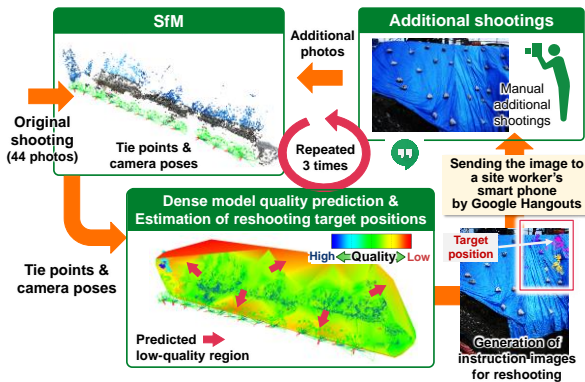 SfM
Additional shootings
Additional
photos
Manual
additional
shootings
Original
shooting
(44 photos)
Tie points &
camera poses
Repeated
3 times
Sending the image to
a site worker's
smart phone
by Google Hangouts
Dense model quality prediction &
Estimation of reshooting target positions
High Quality Low
Target
position
Tie points &
camera poses
Predicted
low-quality region
Generation of
instruction images
for reshooting